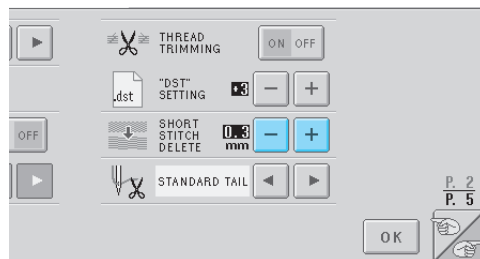 THREAD
TRIMMING
ON OFF
.dst
"DST"
SETTING
3
- +
OFF
SHORT
STITCH
DELETE
0.3
mm
- +
STANDARD TAIL
P. 2
P. 5
OK